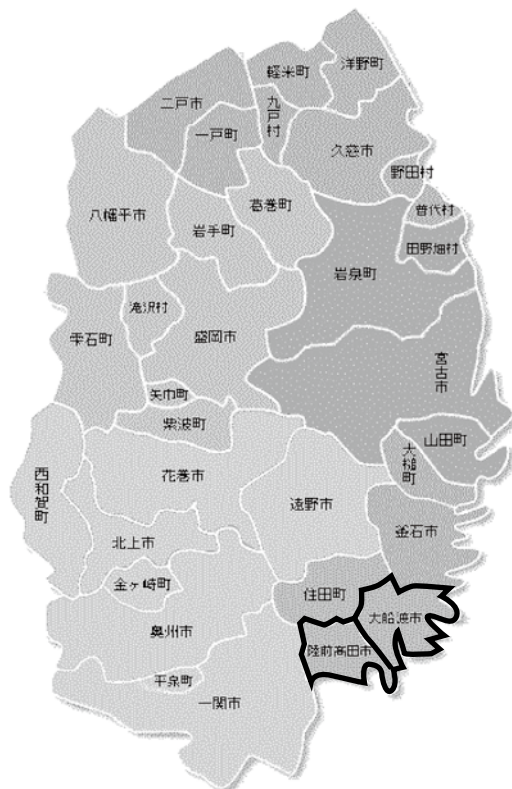 軽米町
洋野町
二戸市
九戸村
一戸町
久慈市
野田村
葛巻町
普代村
八幡平市
岩手町
田野畑村
岩泉町
滝沢村
雫石町
盛岡市
宮古市
矢巾町
紫波町
山田町
大槌町
花巻市
西和賀町
遠野市
釜石市
北上市
金ヶ崎町
住田町
大船渡市
奥州市
陸前高田市
平泉町
一関市